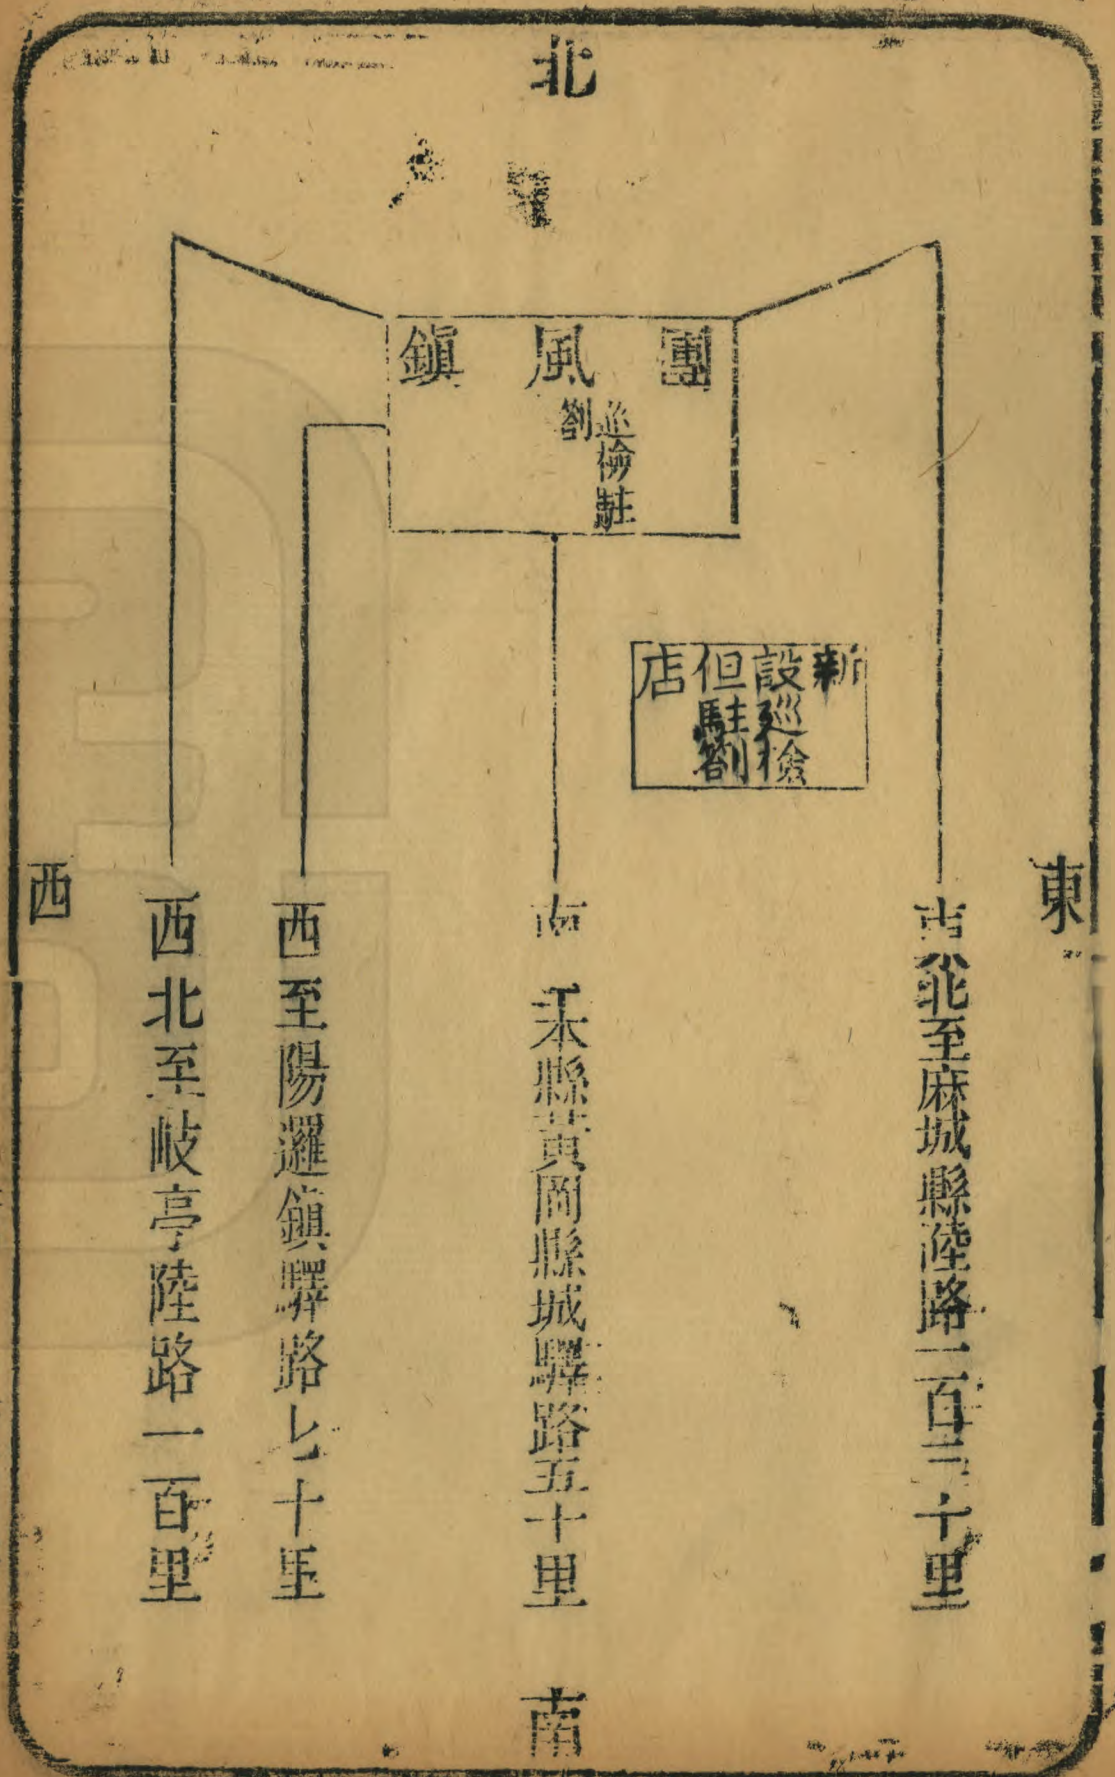 北
團風鎮
巡檢駐
劄
新
設巡檢
但駐劄
店
東
東北至麻城縣陸路一百二十里
南至本縣黃岡縣城驛路五十里
西至陽邏鎮驛路七十里
西北至岐亭陸路一百里
西
南